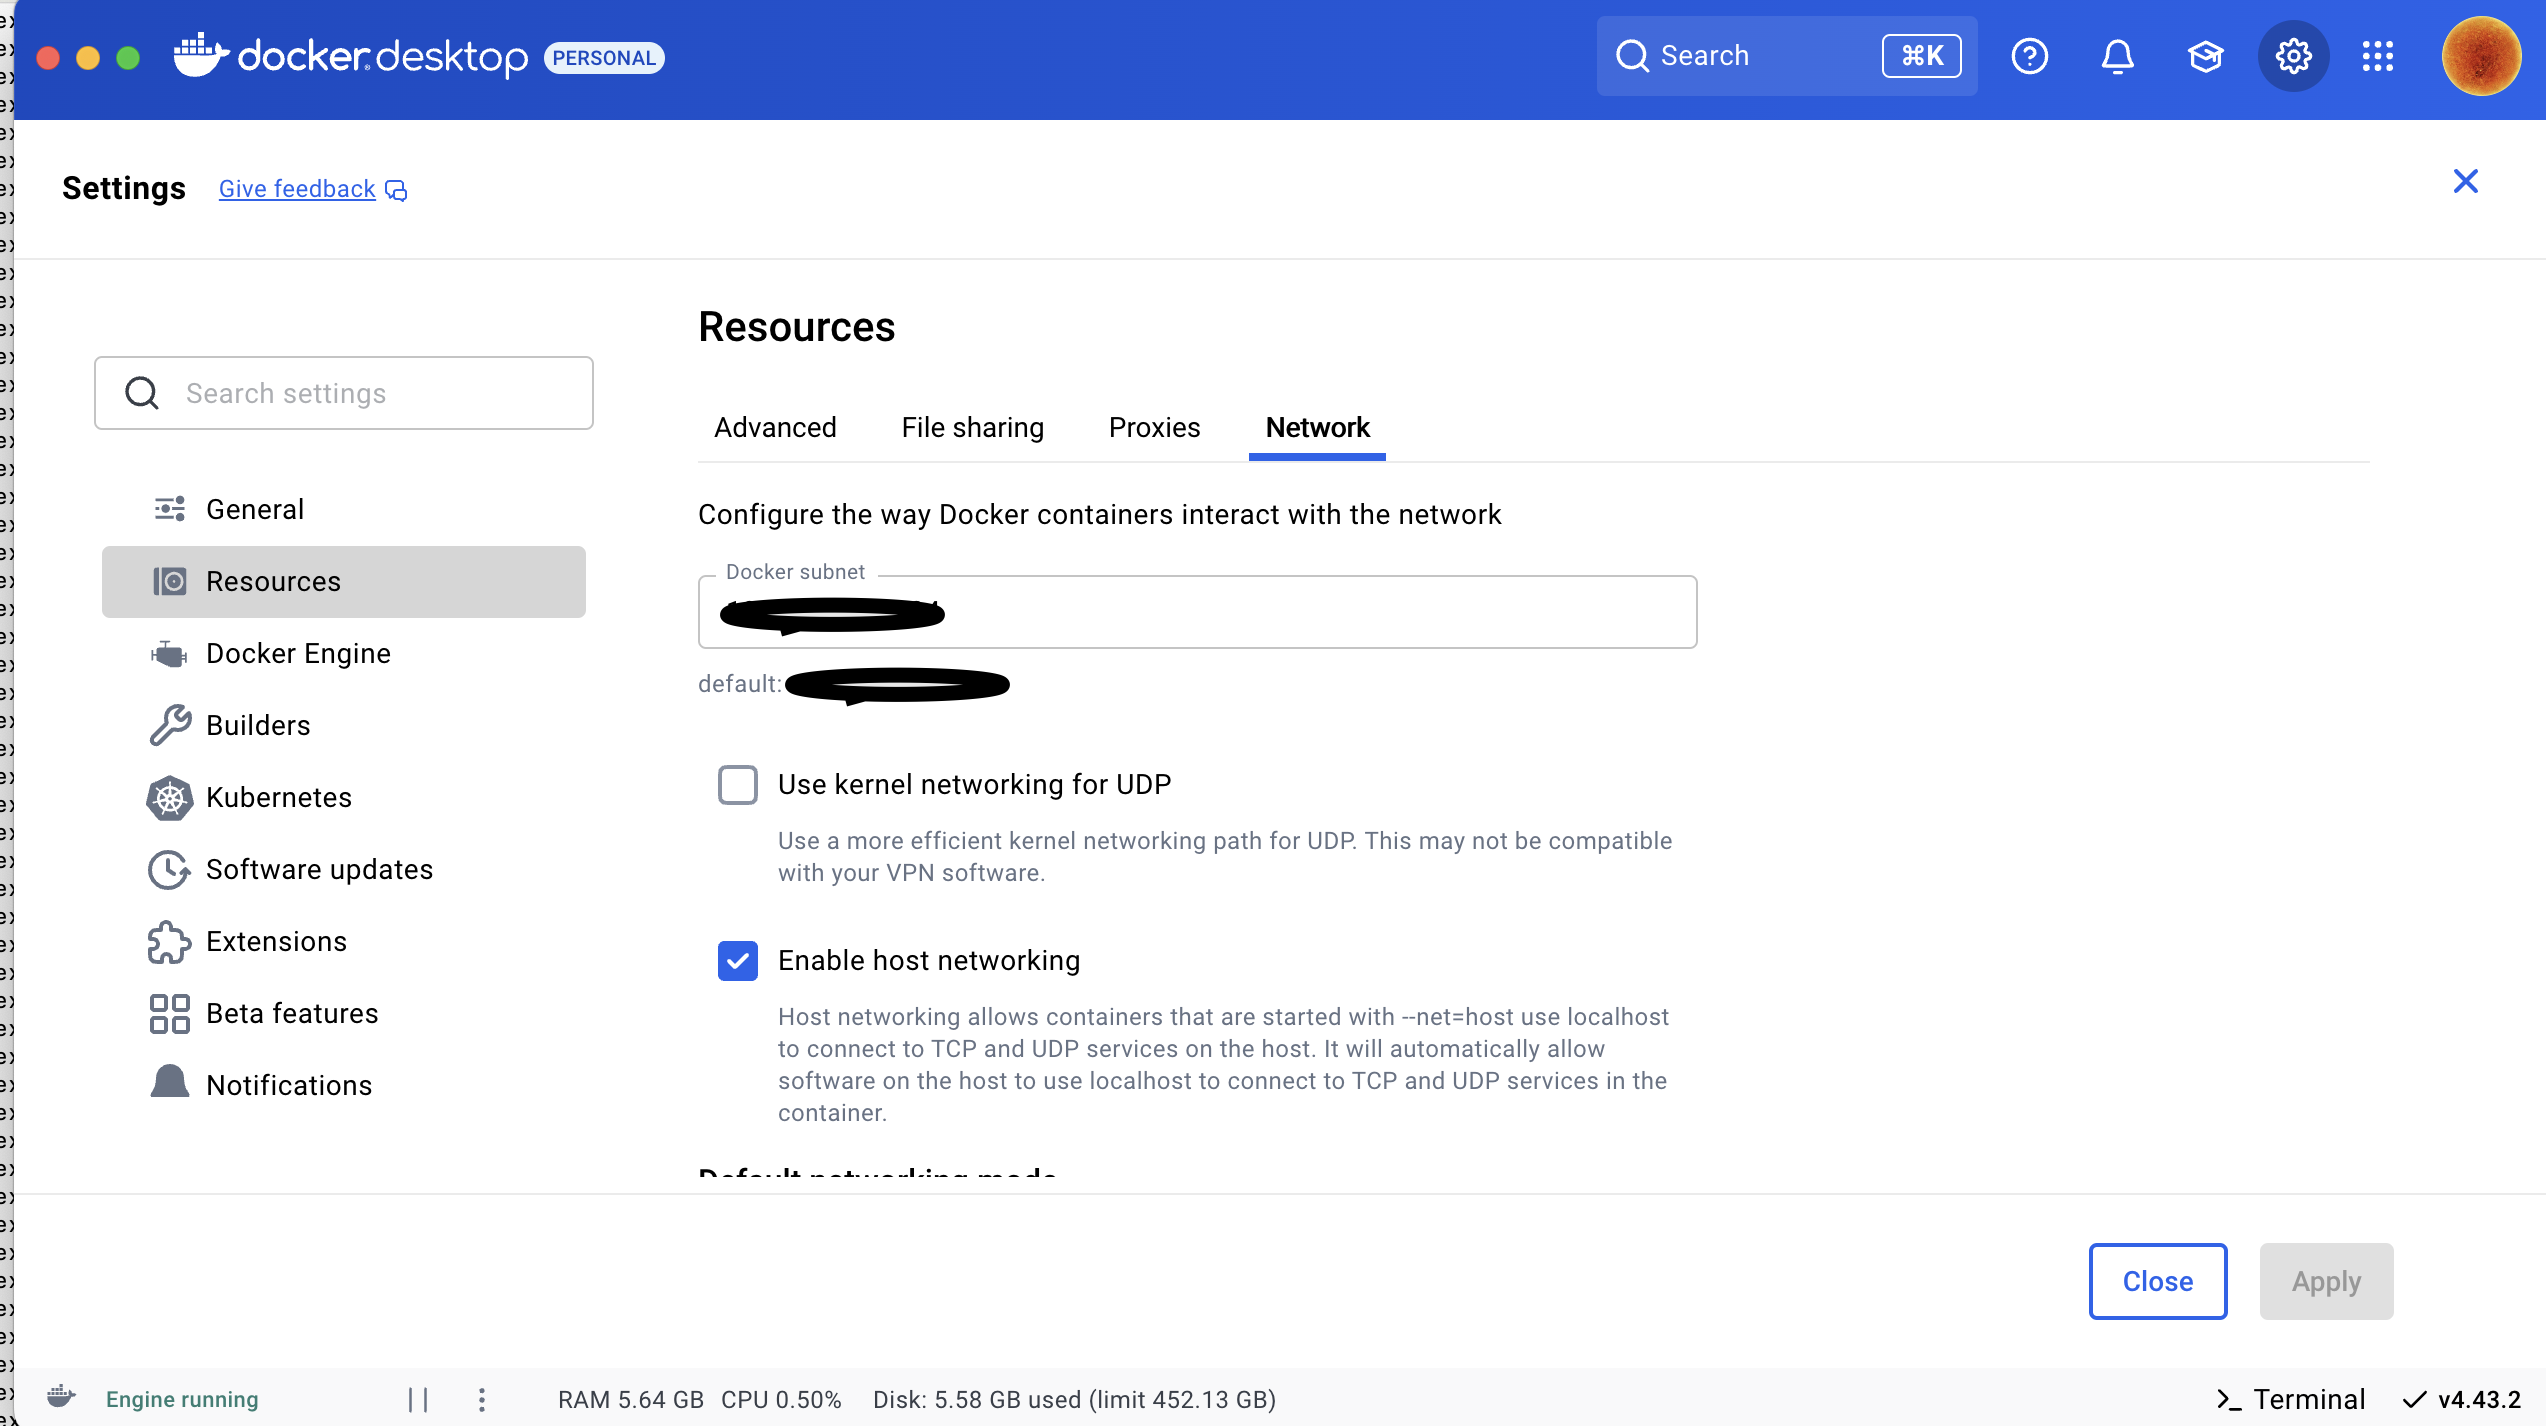 docker desktop PERSONAL
Search ⌘K
Settings Give feedback
Search settings
General
Resources
Docker Engine
Builders
Kubernetes
Software updates
Extensions
Beta features
Notifications
Resources
Advanced File sharing Proxies Network
Configure the way Docker containers interact with the network
Docker subnet
default:
Use kernel networking for UDP
Use a more efficient kernel networking path for UDP. This may not be compatible
with your VPN software.
Enable host networking
Host networking allows containers that are started with --net=host use localhost
to connect to TCP and UDP services on the host. It will automatically allow
software on the host to use localhost to connect to TCP and UDP services in the
container.
Default networking mode
Close Apply
Engine running RAM 5.64 GB CPU 0.50% Disk: 5.58 GB used (limit 452.13 GB) Terminal v4.43.2